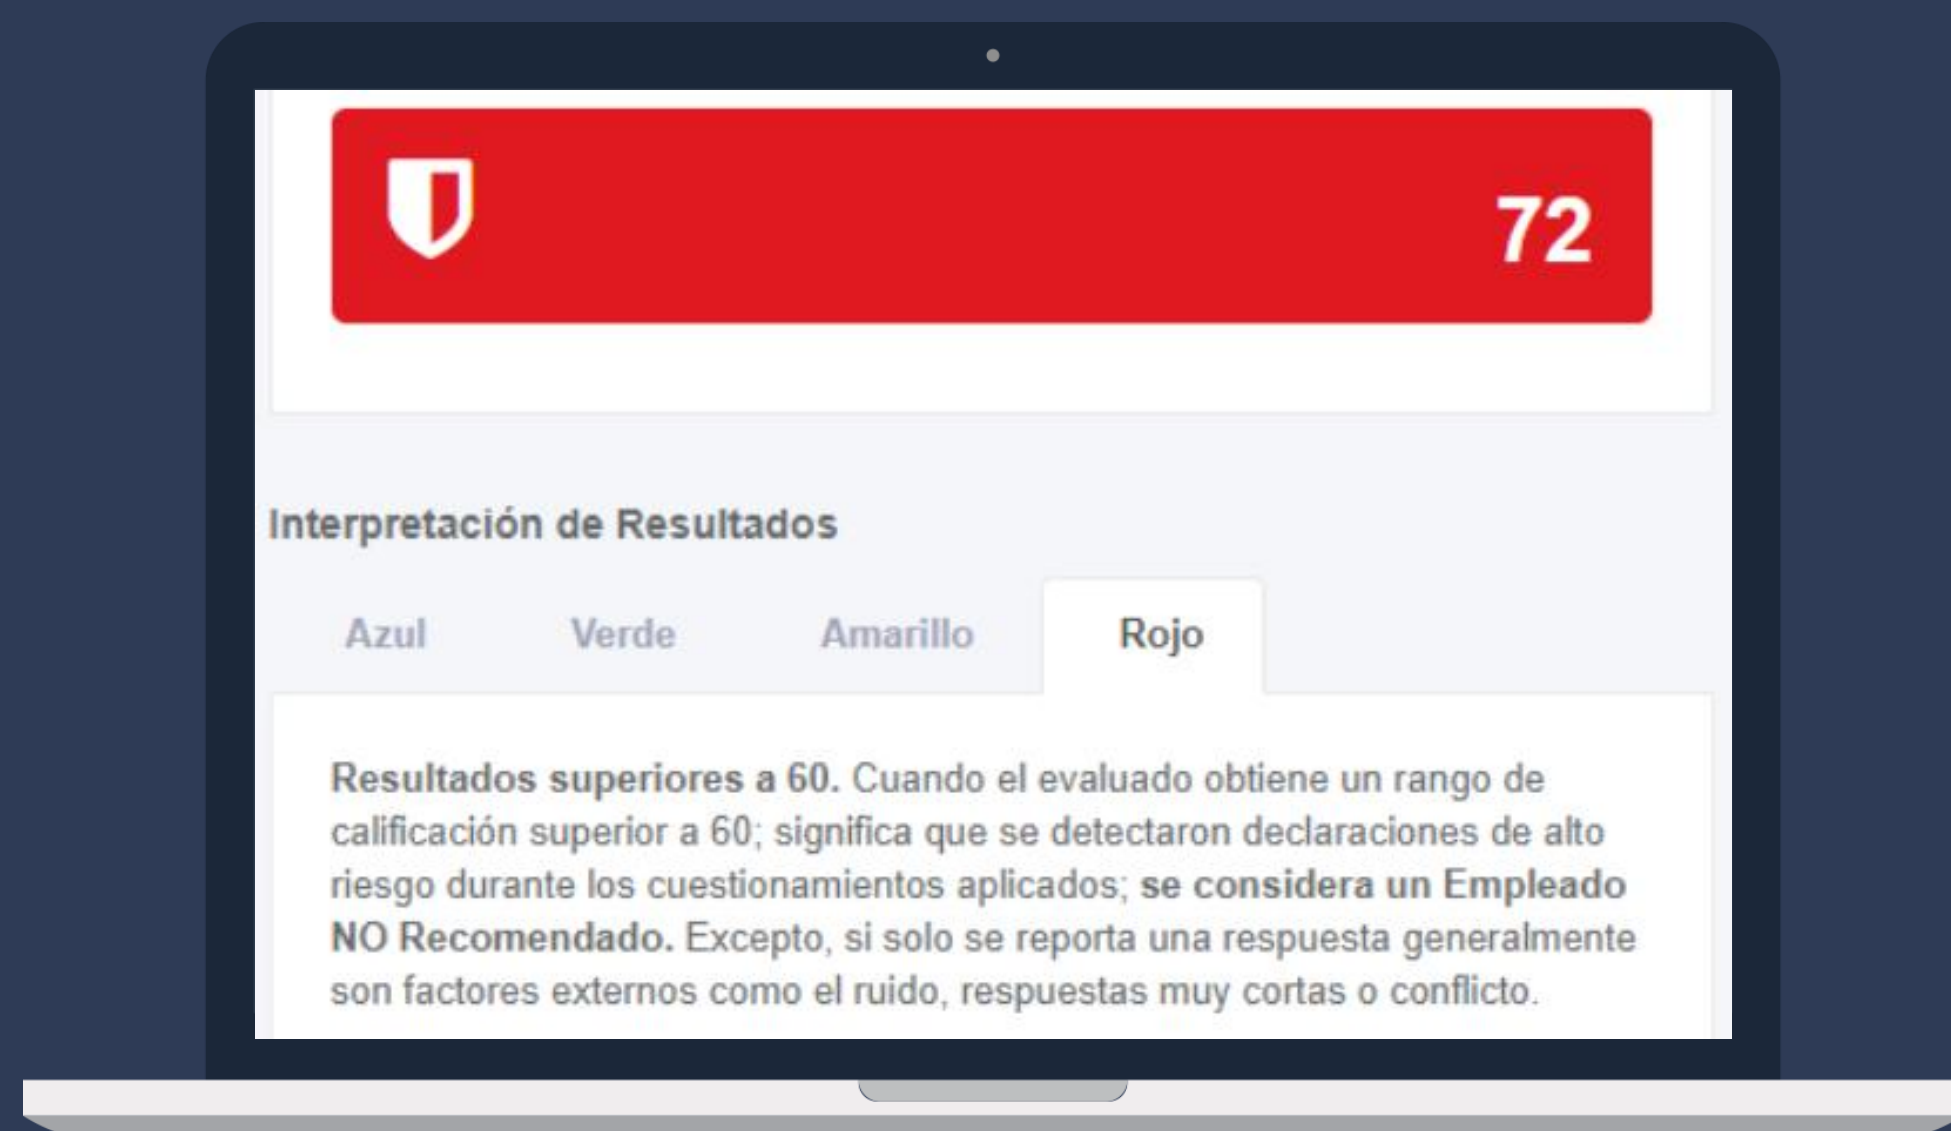 72
Interpretación de Resultados
Azul Verde Amarillo Rojo
Resultados superiores a 60. Cuando el evaluado obtiene un rango de
calificación superior a 60; significa que se detectaron declaraciones de alto
riesgo durante los cuestionamientos aplicados; se considera un Empleado
NO Recomendado. Excepto, si solo se reporta una respuesta generalmente
son factores externos como el ruido, respuestas muy cortas o conflicto.